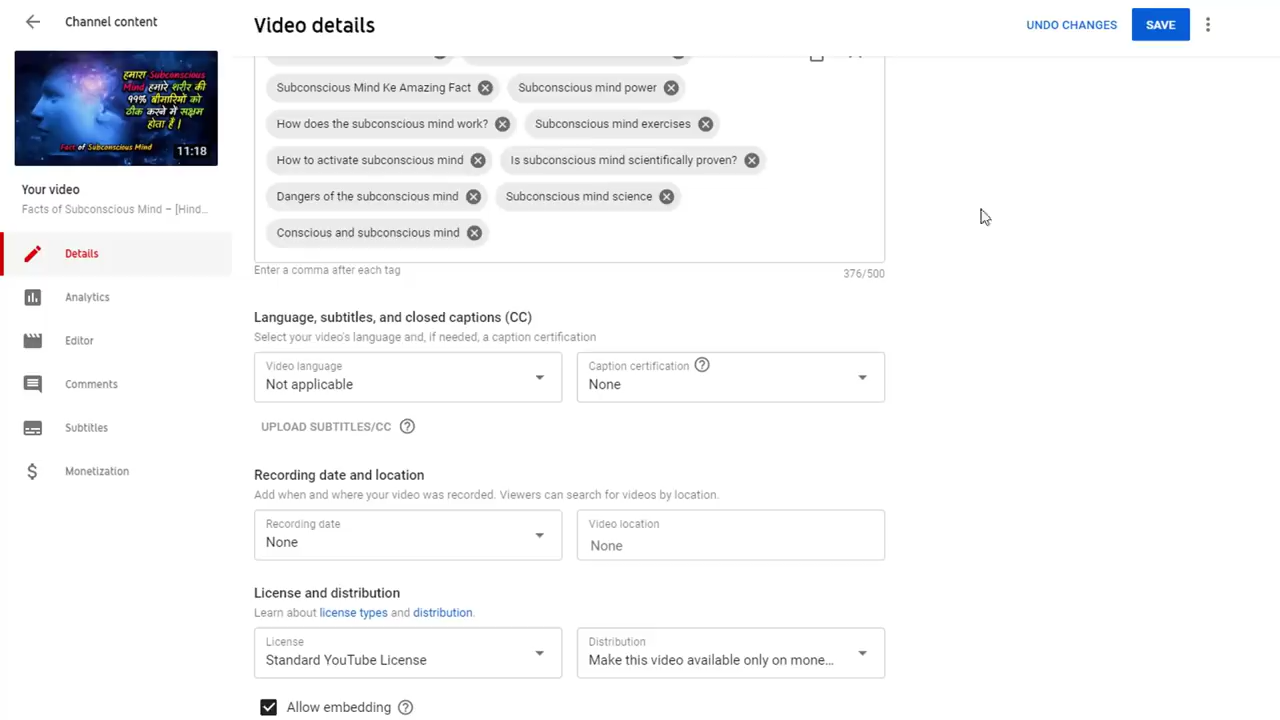 Channel content
Video details
UNDO CHANGES
SAVE
हमारा Subconscious
Mind हमारे शरीर की
99% बीमारियों को
ठीक करने में सक्षम
होता हैं |
Fact of Subconscious Mind
11:18
Your video
Facts of Subconscious Mind – [Hind...
Details
Analytics
Editor
Comments
Subtitles
Monetization
Subconscious Mind Ke Amazing Fact
Subconscious mind power
How does the subconscious mind work?
Subconscious mind exercises
How to activate subconscious mind
Is subconscious mind scientifically proven?
Dangers of the subconscious mind
Subconscious mind science
Conscious and subconscious mind
Enter a comma after each tag
376/500
Language, subtitles, and closed captions (CC)
Select your video's language and, if needed, a caption certification
Video language
Not applicable
Caption certification
None
UPLOAD SUBTITLES/CC
Recording date and location
Add when and where your video was recorded. Viewers can search for videos by location.
Recording date
None
Video location
None
License and distribution
Learn about license types and distribution.
License
Standard YouTube License
Distribution
Make this video available only on mone...
Allow embedding